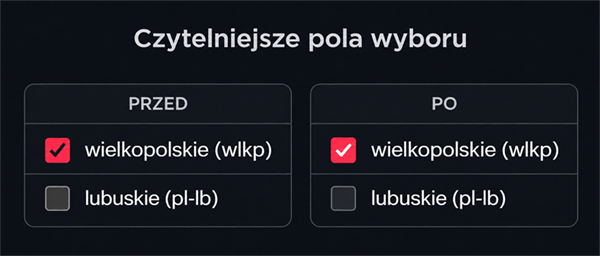 Czytelniejsze pola wyboru
PRZED
wielkopolskie (wlkp)
lubuskie (pl-lb)
PO
wielkopolskie (wlkp)
lubuskie (pl-lb)